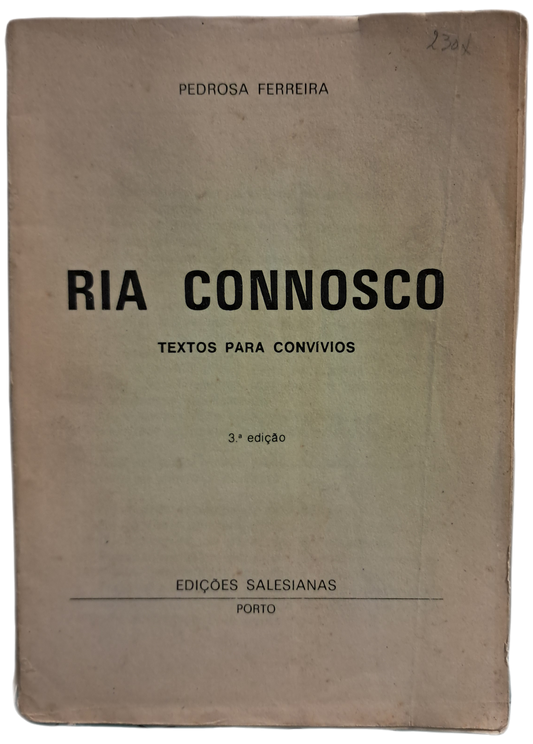 PEDROSA FERREIRA
RIA CONNOSCO
TEXTOS PARA CONVÍVIOS
3.ª edição
EDIÇÕES SALESIANAS
PORTO